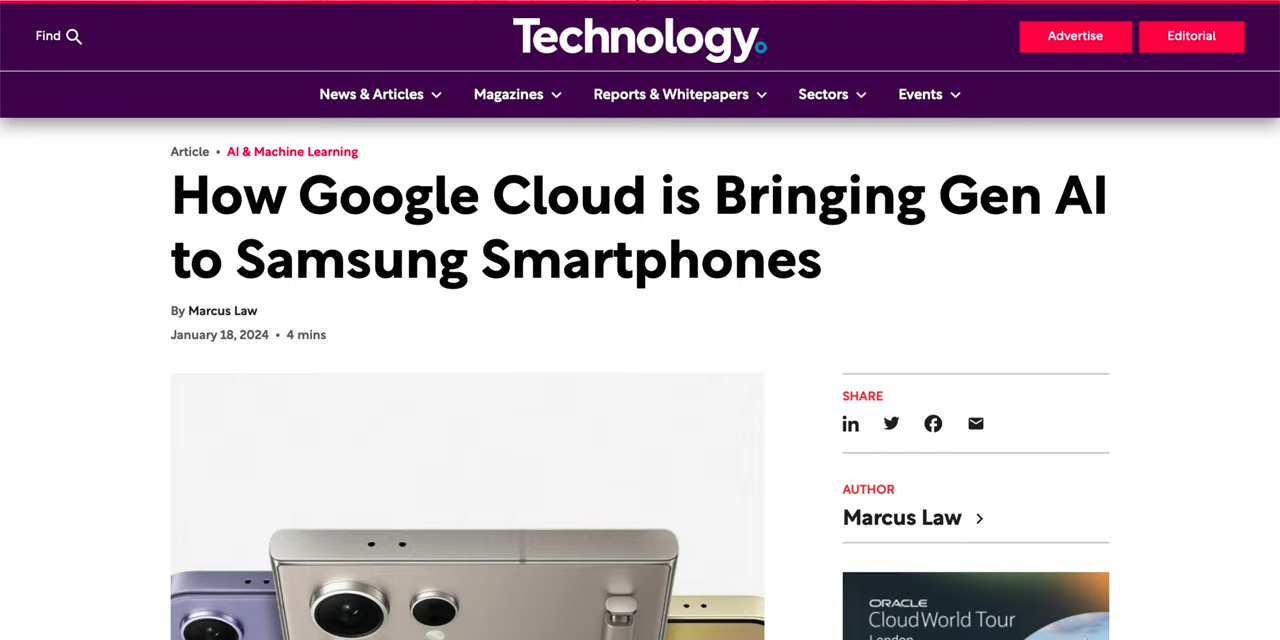 Find
Technology.
Advertise
Editorial
News & Articles
Magazines
Reports & Whitepapers
Sectors
Events
Article • AI & Machine Learning
How Google Cloud is Bringing Gen AI
to Samsung Smartphones
By Marcus Law
January 18, 2024 • 4 mins
SHARE
in
AUTHOR
Marcus Law
ORACLE
CloudWorld Tour
London